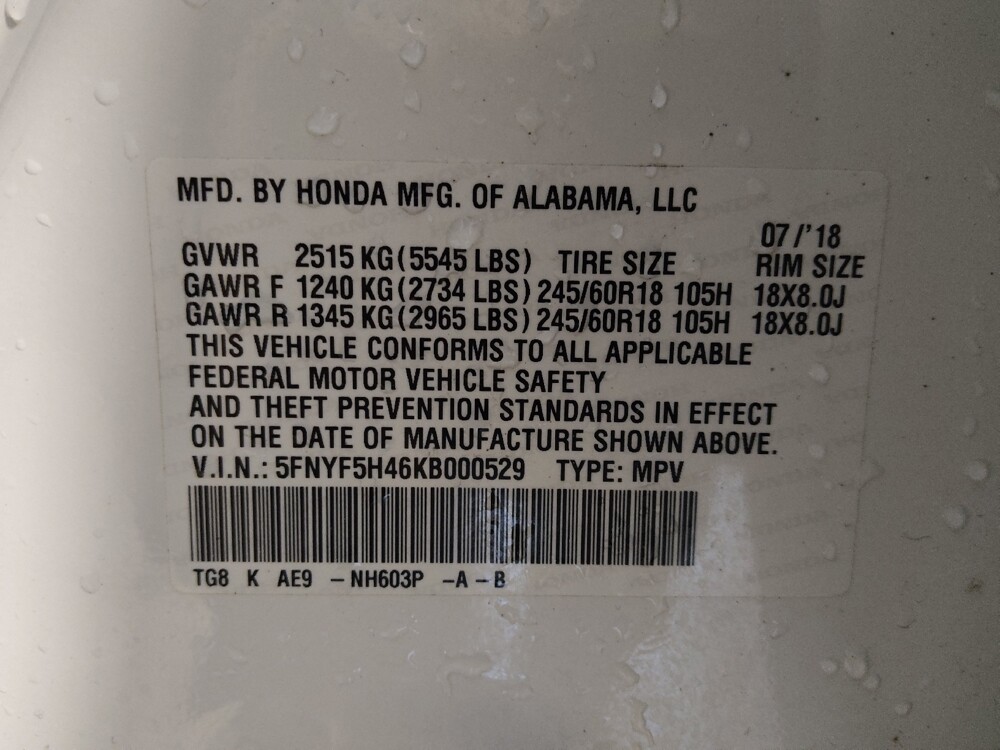 MFD. BY HONDA MFG. OF ALABAMA, LLC
07/'18
GVWR 2515 KG(5545 LBS) TIRE SIZE RIM SIZE
GAWR F 1240 KG(2734 LBS) 245/60R18 105H 18X8.0J
GAWR R 1345 KG(2965 LBS) 245/60R18 105H 18X8.0J
THIS VEHICLE CONFORMS TO ALL APPLICABLE
FEDERAL MOTOR VEHICLE SAFETY
AND THEFT PREVENTION STANDARDS IN EFFECT
ON THE DATE OF MANUFACTURE SHOWN ABOVE.
V.I.N.: 5FNYF5H46KB000529 TYPE: MPV
TG8 K AE9 -NH603P -A-B